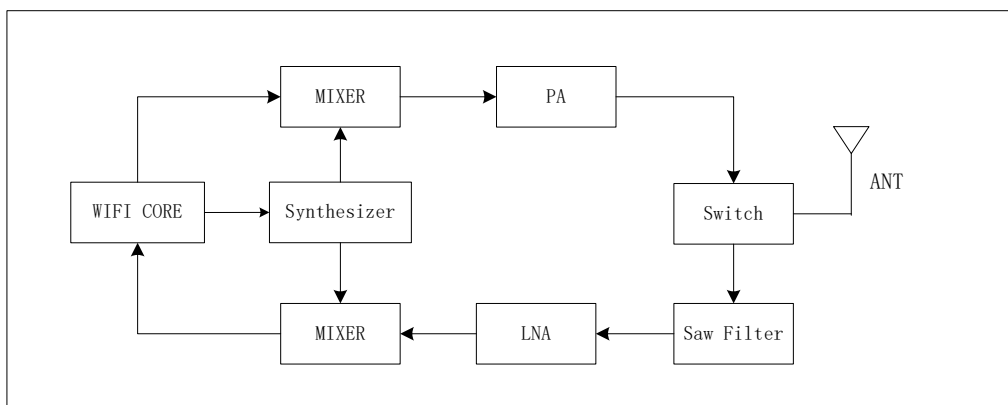 MIXER
PA
ANT
WIFI CORE
Synthesizer
Switch
MIXER
LNA
Saw Filter